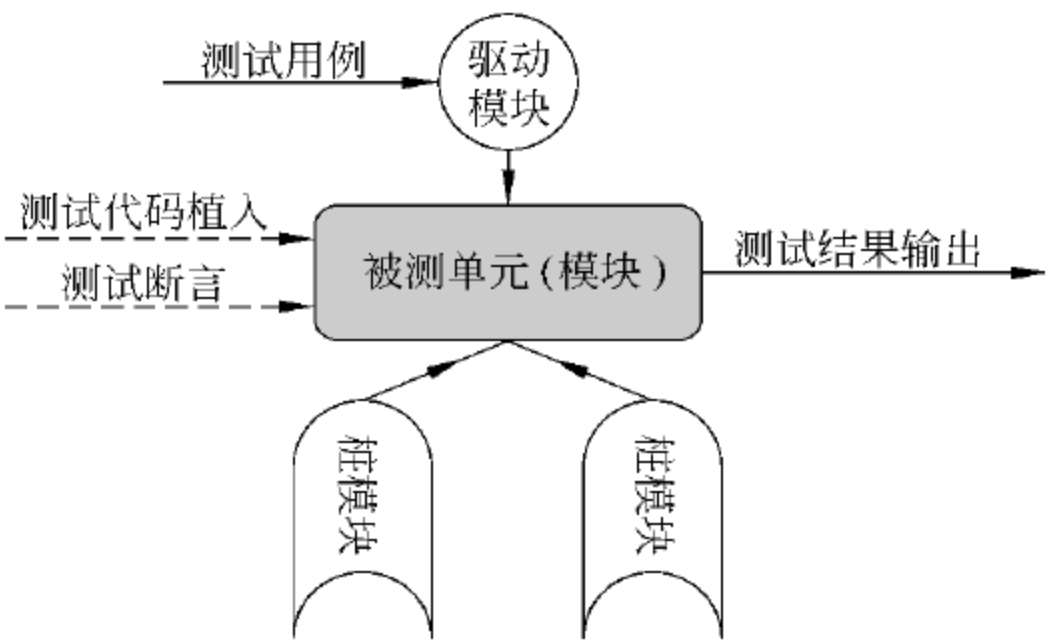 测试用例
驱动
模块
测试代码植入
测试断言
被测单元(模块)
测试结果输出
桩模块
桩模块